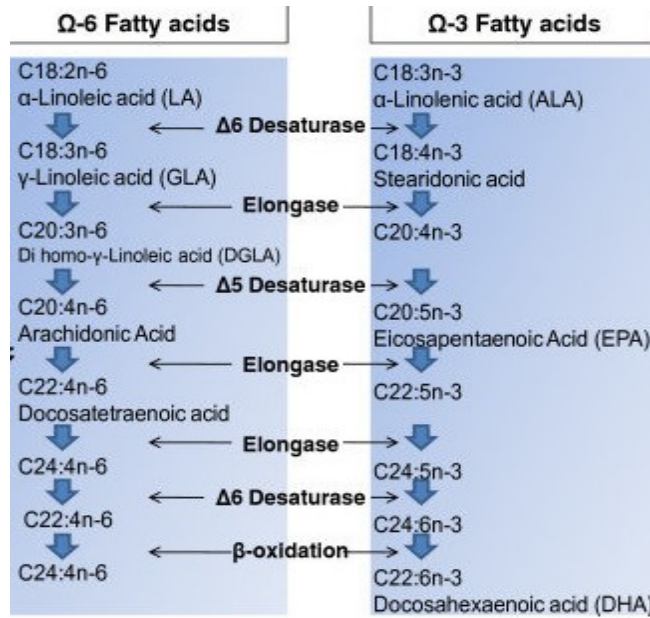 Ω-6 Fatty acids
C18:2n-6
α-Linoleic acid (LA)
C18:3n-6
γ-Linoleic acid (GLA)
C20:3n-6
Di homo-γ-Linoleic acid (DGLA)
C20:4n-6
Arachidonic Acid
C22:4n-6
Docosatetraenoic acid
C24:4n-6
C22:4n-6
C24:4n-6
Δ6 Desaturase
Elongase
Δ5 Desaturase
Elongase
Elongase
Δ6 Desaturase
β-oxidation
Ω-3 Fatty Acids
C18:3n-3
α-Linolenic acid (ALA)
C18:4n-3
Stearidonic acid
C20:4n-3
C20:5n-3
Eicosapentaenoic Acid (EPA)
C22:5n-3
C24:5n-3
C24:6n-3
C22:6n-3
Docosahexaenoic acid (DHA)